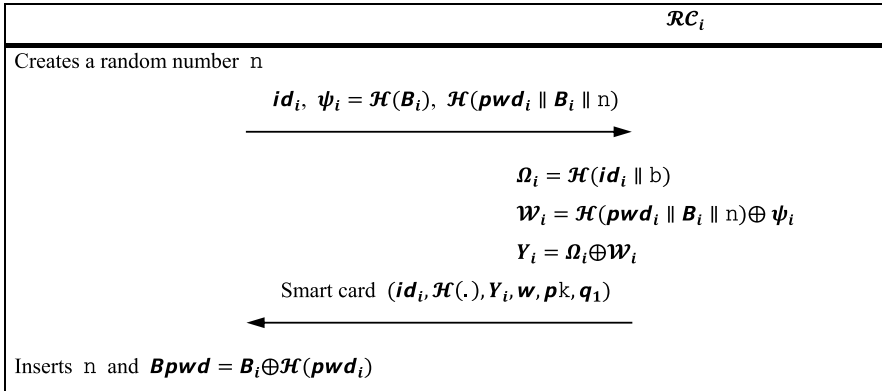 𝓡𝓒ᵢ
Creates a random number n
idᵢ, ψᵢ = 𝓗(Bᵢ), 𝓗(pwdᵢ ∥ Bᵢ ∥ n)
Ωᵢ = 𝓗(idᵢ ∥ b)
𝓦ᵢ = 𝓗(pwdᵢ ∥ Bᵢ ∥ n)⊕ ψᵢ
Yᵢ = Ωᵢ⊕𝓦ᵢ
Smart card (idᵢ, 𝓗(.), Yᵢ, w, pk, q₁)
Inserts n and Bpwd = Bᵢ⊕𝓗(pwdᵢ)